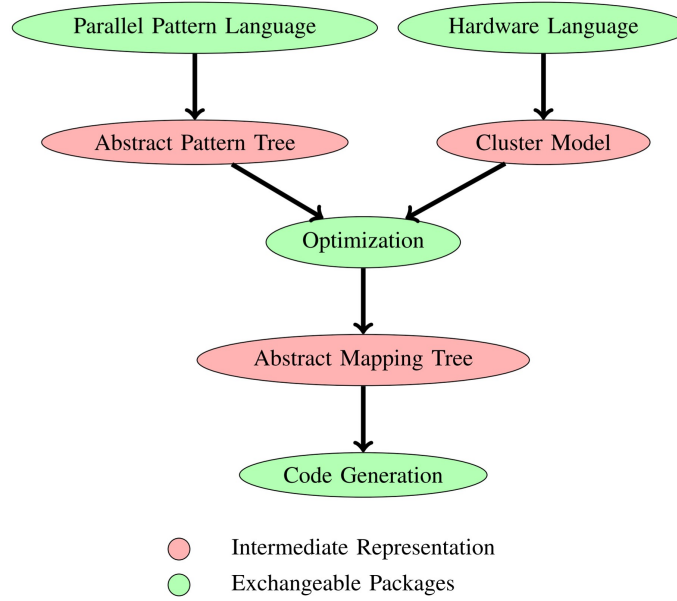 Parallel Pattern Language
Hardware Language
Abstract Pattern Tree
Cluster Model
Optimization
Abstract Mapping Tree
Code Generation
Intermediate Representation
Exchangeable Packages